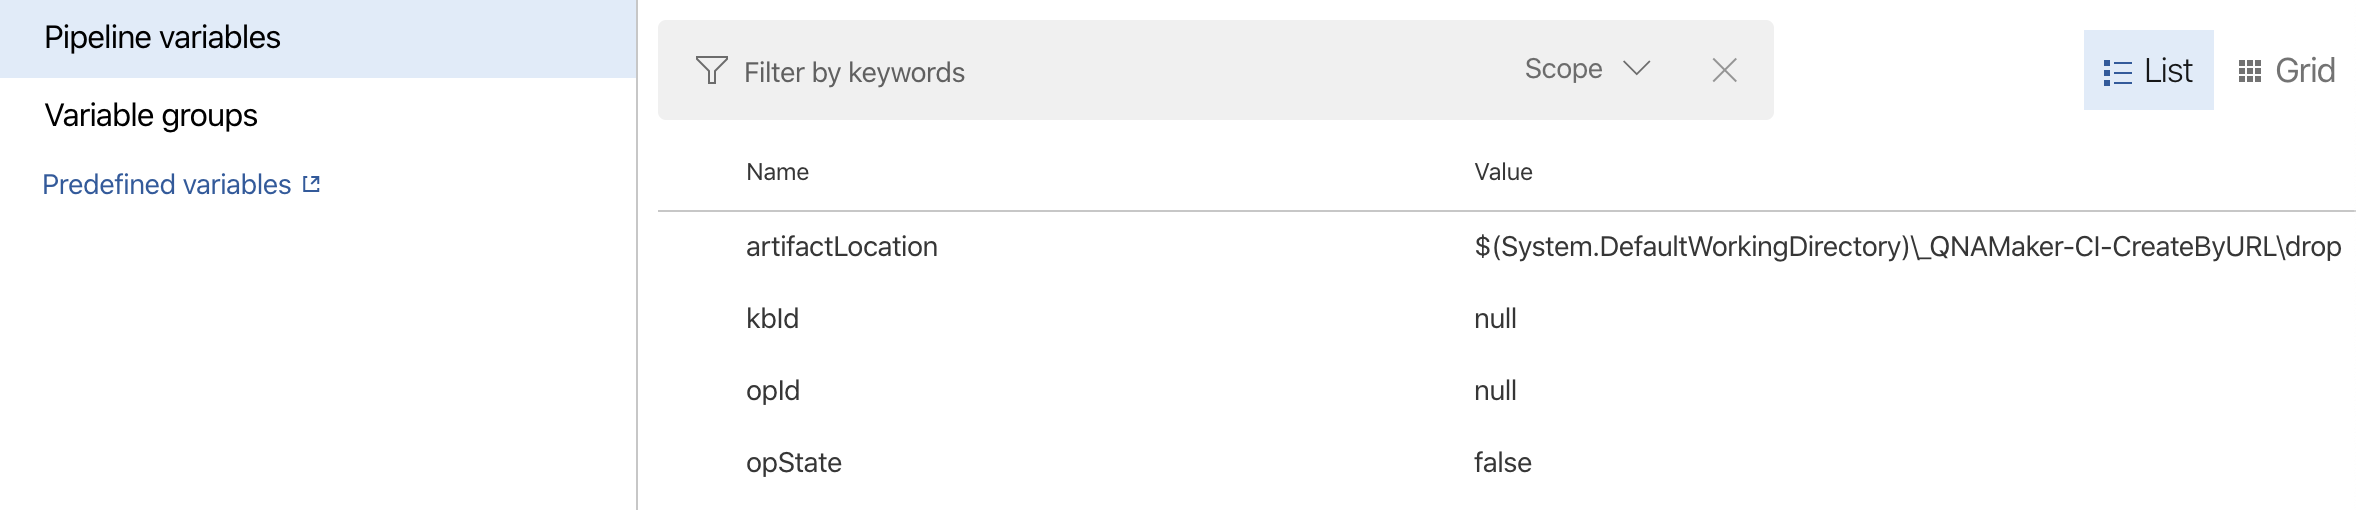 Pipeline variables
Variable groups
Predefined variables
Filter by keywords Scope
List Grid
Name Value
artifactLocation $(System.DefaultWorkingDirectory)\_QNAMaker-CI-CreateByURL\drop
kbId null
opId null
opState false